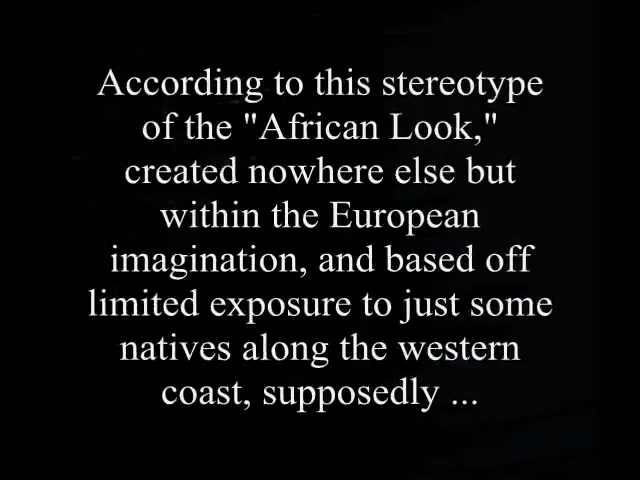 According to this stereotype
of the "African Look,"
created nowhere else but
within the European
imagination, and based off
limited exposure to just some
natives along the western
coast, supposedly ...